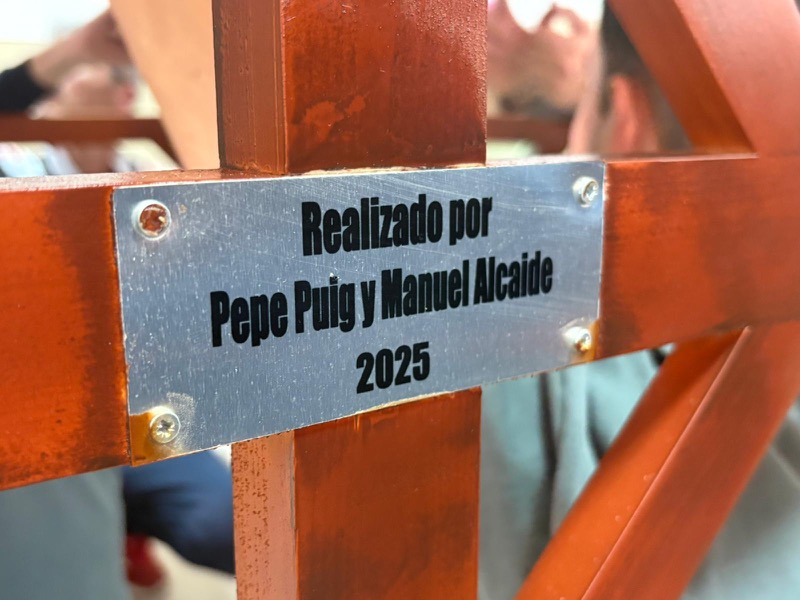 Realizado por
Pepe Puig y Manuel Alcaide
2025